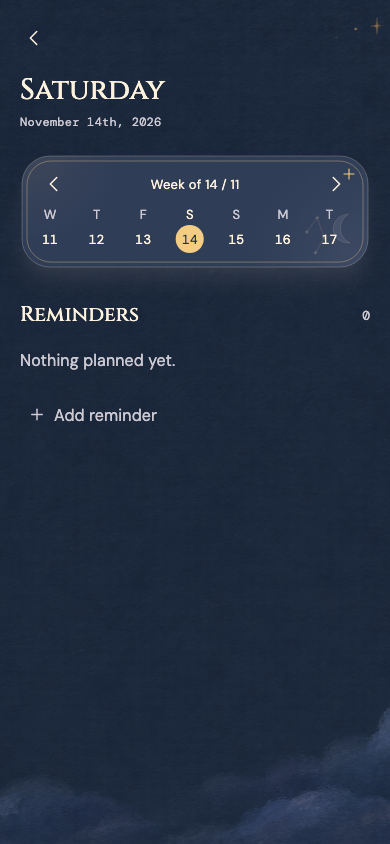 Saturday
November 14th, 2026
Week of 14 / 11
W T F S S M T
11 12 13 14 15 16 17
Reminders 0
Nothing planned yet.
+ Add reminder